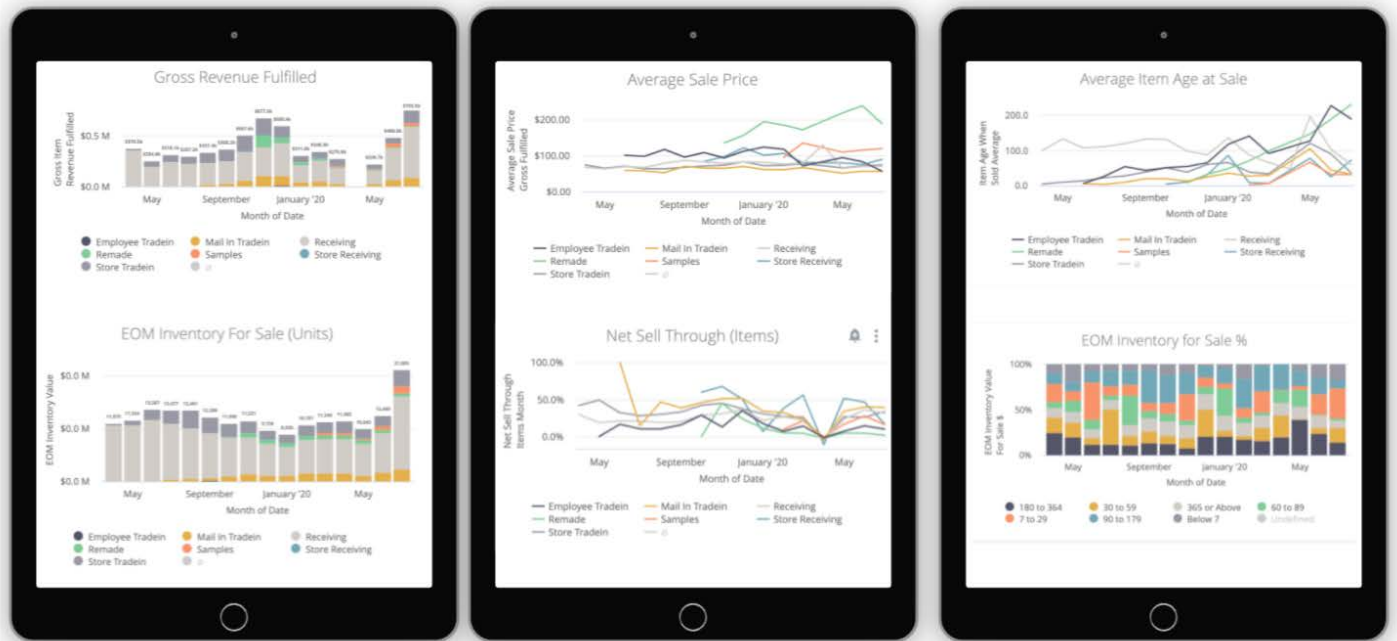 Gross Revenue Fulfilled
Gross Item
Revenue Fulfilled
$0.5 M
$0.0 M
May
September
January '20
May
Month of Date
Employee Tradein
Mail In Tradein
Receiving
Remade
Samples
Store Receiving
Store Tradein
ø
EOM Inventory For Sale (Units)
EOM Inventory Value
$0.0 M
$0.0 M
$0.0 M
May
September
January '20
May
Month of Date
Employee Tradein
Mail In Tradein
Receiving
Remade
Samples
Store Receiving
Store Tradein
ø
Average Sale Price
Average Sale Price
Gross Fulfilled
$200.00
$100.00
$0.00
May
September
January '20
May
Month of Date
Employee Tradein
Mail In Tradein
Receiving
Remade
Samples
Store Receiving
Store Tradein
ø
Net Sell Through (Items)
Net Sell Through
Items Month
100.0%
50.0%
0.0%
May
September
January '20
May
Month of Date
Employee Tradein
Mail In Tradein
Receiving
Remade
Samples
Store Receiving
Store Tradein
ø
Average Item Age at Sale
Item Age When
Sold Average
200.0
100.0
0.0
May
September
January '20
May
Month of Date
Employee Tradein
Mail In Tradein
Receiving
Remade
Samples
Store Receiving
Store Tradein
ø
EOM Inventory for Sale %
EOM Inventory Value
For Sale $
100%
50%
0%
May
September
January '20
May
Month of Date
180 to 364
30 to 59
365 or Above
60 to 89
7 to 29
90 to 179
Below 7
Undefined